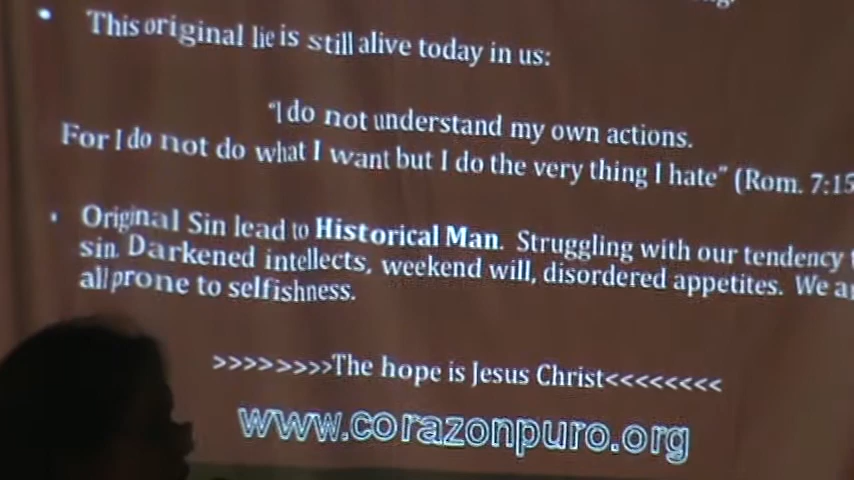 • This original lie is still alive today in us:
"I do not understand my own actions.
For I do not do what I want but I do the very thing I hate" (Rom. 7:15
• Original Sin lead to Historical Man. Struggling with our tendency
sin. Darkened intellects, weekend will, disordered appetites. We
all prone to selfishness.
>>>>>>>>>The hope is Jesus Christ<<<<<<<<<
www.corazonpuro.org